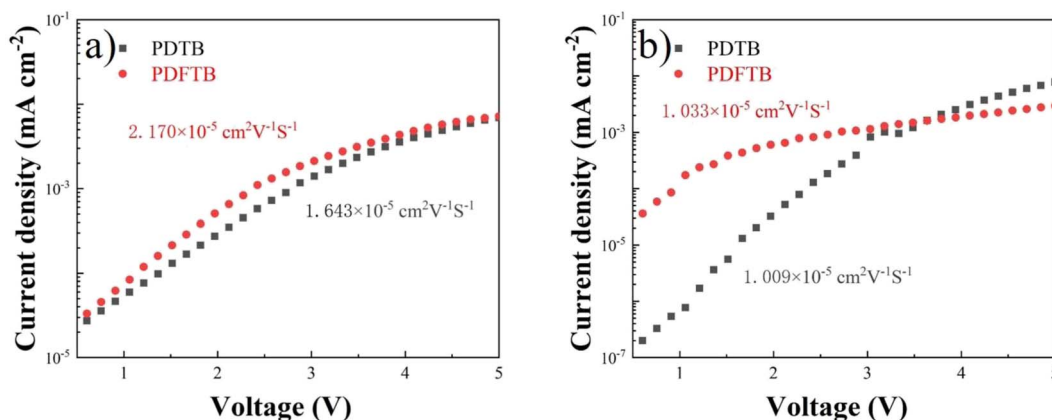 a)
PDTB
PDFTB
2.170×10⁻⁵ cm²V⁻¹S⁻¹
1.643×10⁻⁵ cm²V⁻¹S⁻¹
10⁻¹
10⁻³
10⁻⁵
1 2 3 4 5
Voltage (V)
Current density (mA cm⁻²)
b)
PDTB
PDFTB
1.033×10⁻⁵ cm²V⁻¹S⁻¹
1.009×10⁻⁵ cm²V⁻¹S⁻¹
10⁻¹
10⁻³
10⁻⁵
10⁻⁷
1 2 3 4
Voltage (V)
Current density (mA cm⁻²)